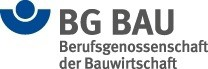 BG BAU
Berufsgenossenschaft
der Bauwirtschaft